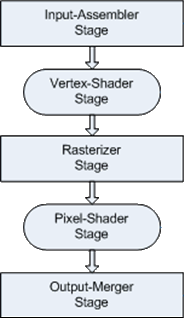 Input-Assembler
Stage
Vertex-Shader
Stage
Rasterizer
Stage
Pixel-Shader
Stage
Output-Merger
Stage